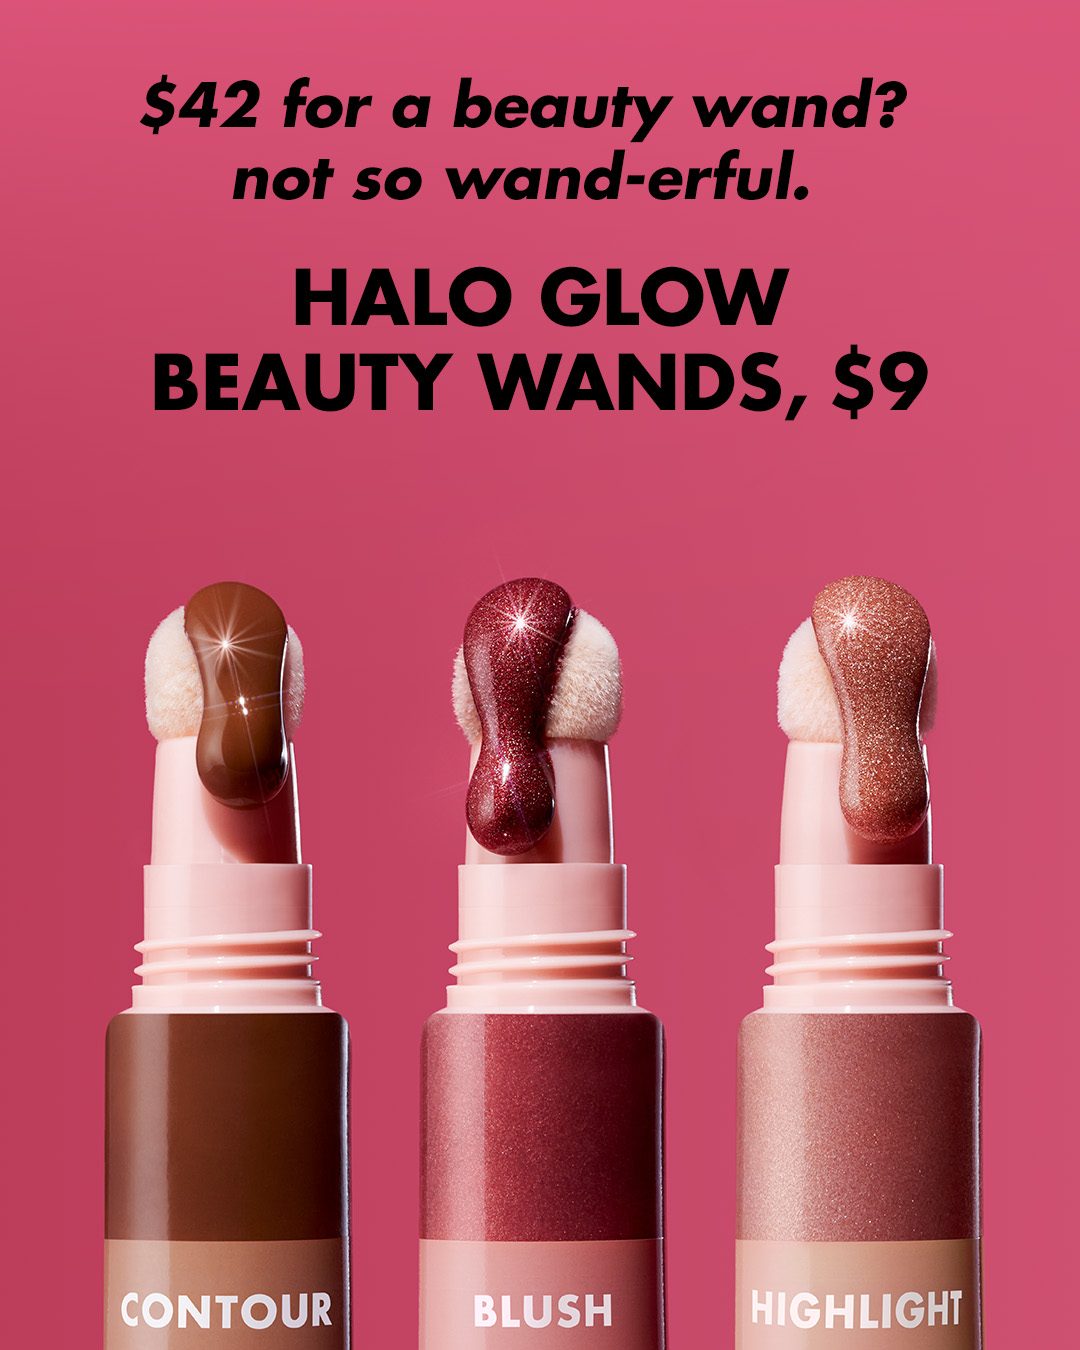 $42 for a beauty wand?
not so wand-erful.
HALO GLOW
BEAUTY WANDS, $9
CONTOUR
BLUSH
HIGHLIGHT